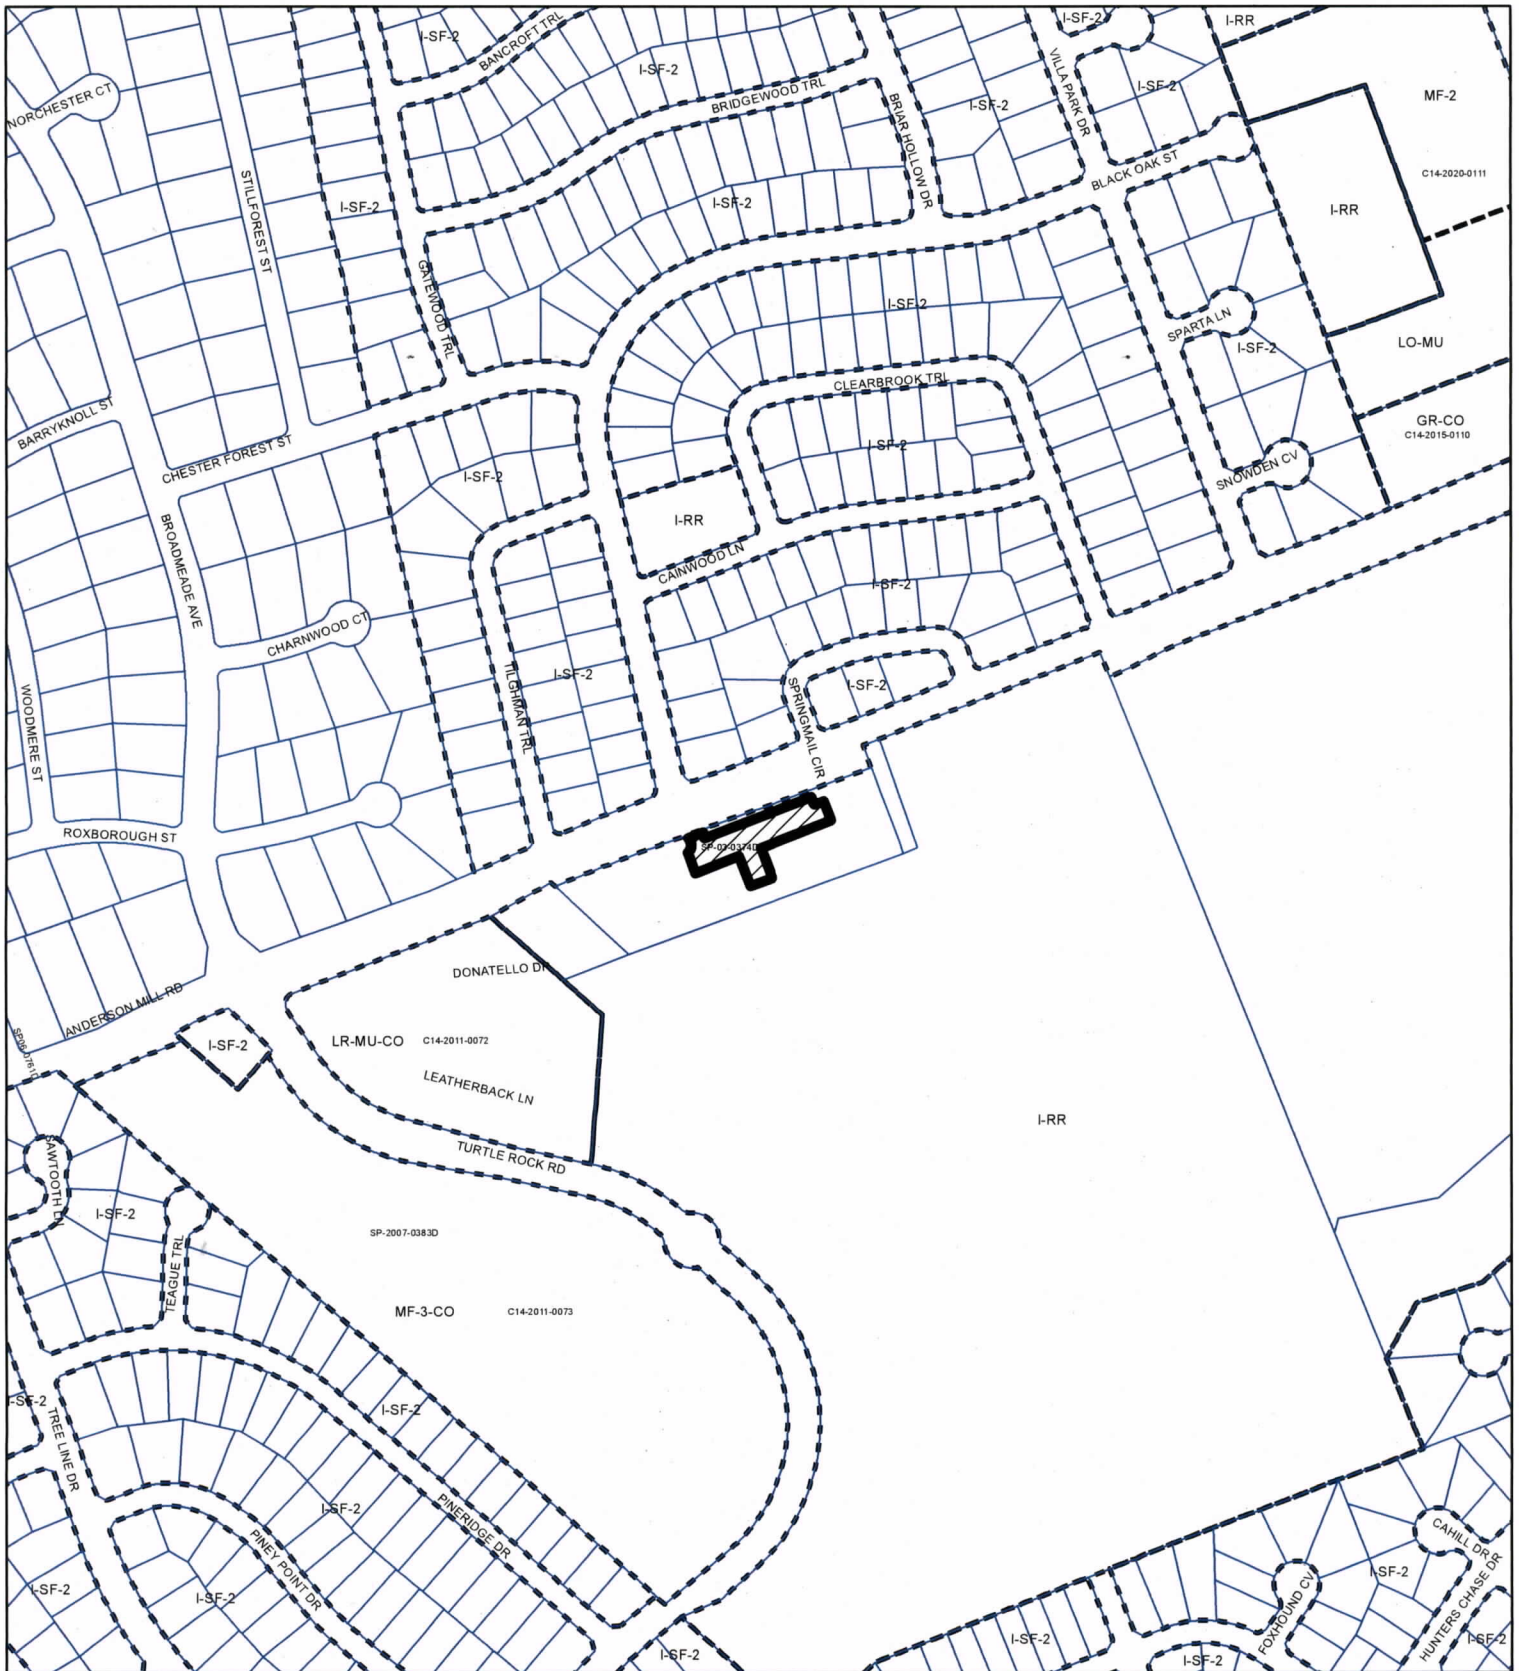 I-SF-2
BANCROFT TRL
I-SF-2
I-RR
NORCHESTER CT
I-SF-2
BRIDGEWOOD TRL
BRIAR HOLLOW DR
I-SF-2
VILLA PARK DR
I-SF-2
MF-2
STILLFOREST ST
I-SF-2
I-SF-2
BLACK OAK ST
C14-2020-0111
I-RR
GATEWOOD TRL
I-SF-2
SPARTA LN
I-SF-2
LO-MU
BARRYKNOLL ST
CLEARBROOK TRL
GR-CO
C14-2015-0110
CHESTER FOREST ST
I-SF-2
I-SF-2
SNOWDEN CV
BROADMEADE AVE
I-RR
CAINWOOD LN
I-SF-2
CHARNWOOD CT
WOODMERE ST
TILGHMAN TRL
I-SF-2
SPRINGMAIL CIR
I-SF-2
ROXBOROUGH ST
SP-03-0374D
DONATELLO DR
ANDERSON MILL RD
I-SF-2
LR-MU-CO
C14-2011-0072
LEATHERBACK LN
I-RR
TURTLE ROCK RD
SAWTOOTH LN
I-SF-2
TEAGUE TRL
SP-2007-0383D
MF-3-CO
C14-2011-0073
I-SF-2
TREE LINE DR
I-SF-2
I-SF-2
PINERIDGE DR
PINEY POINT DR
I-SF-2
I-SF-2
I-SF-2
I-SF-2
I-SF-2
FOXHOUND CV
I-SF-2
CAHILL DR
HUNTERS CHASE DR
I-SF-2